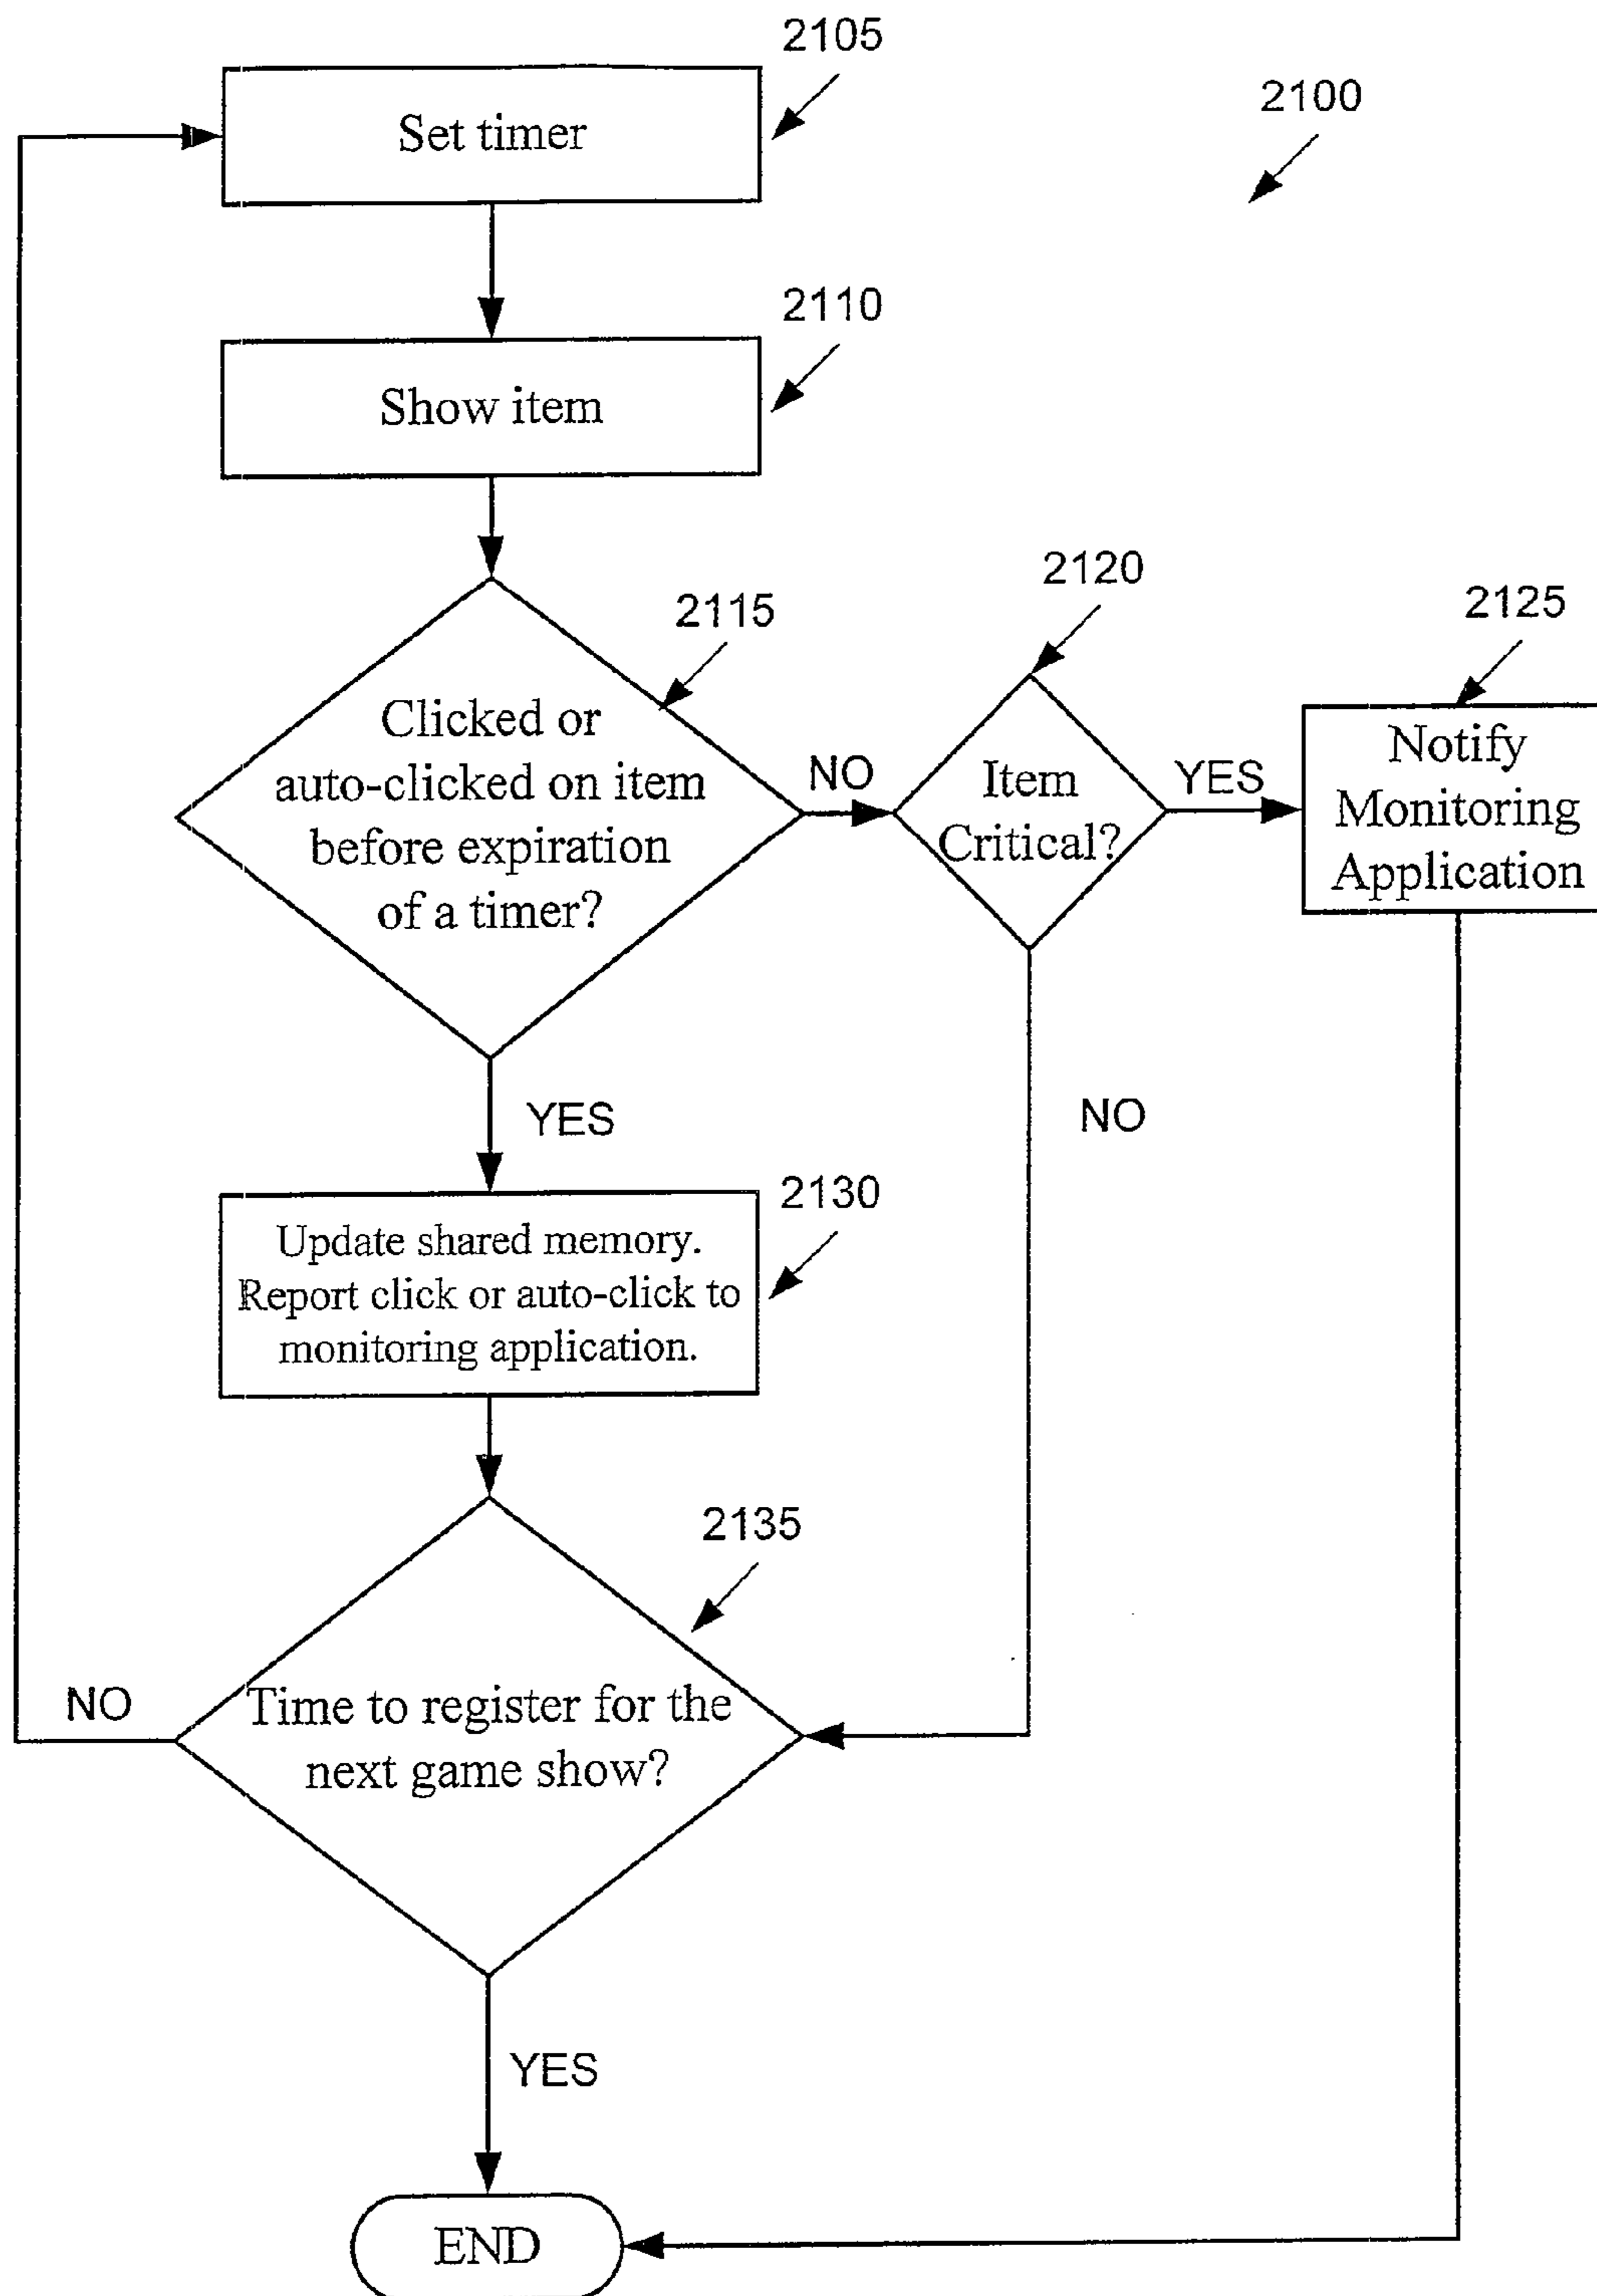 2105
2100
Set timer
2110
Show item
2115
2120
2125
Clicked or
auto-clicked on item
before expiration
of a timer?
NO
Item
Critical?
YES
Notify
Monitoring
Application
YES
NO
2130
Update shared memory.
Report click or auto-click to
monitoring application.
2135
NO
Time to register for the
next game show?
YES
END